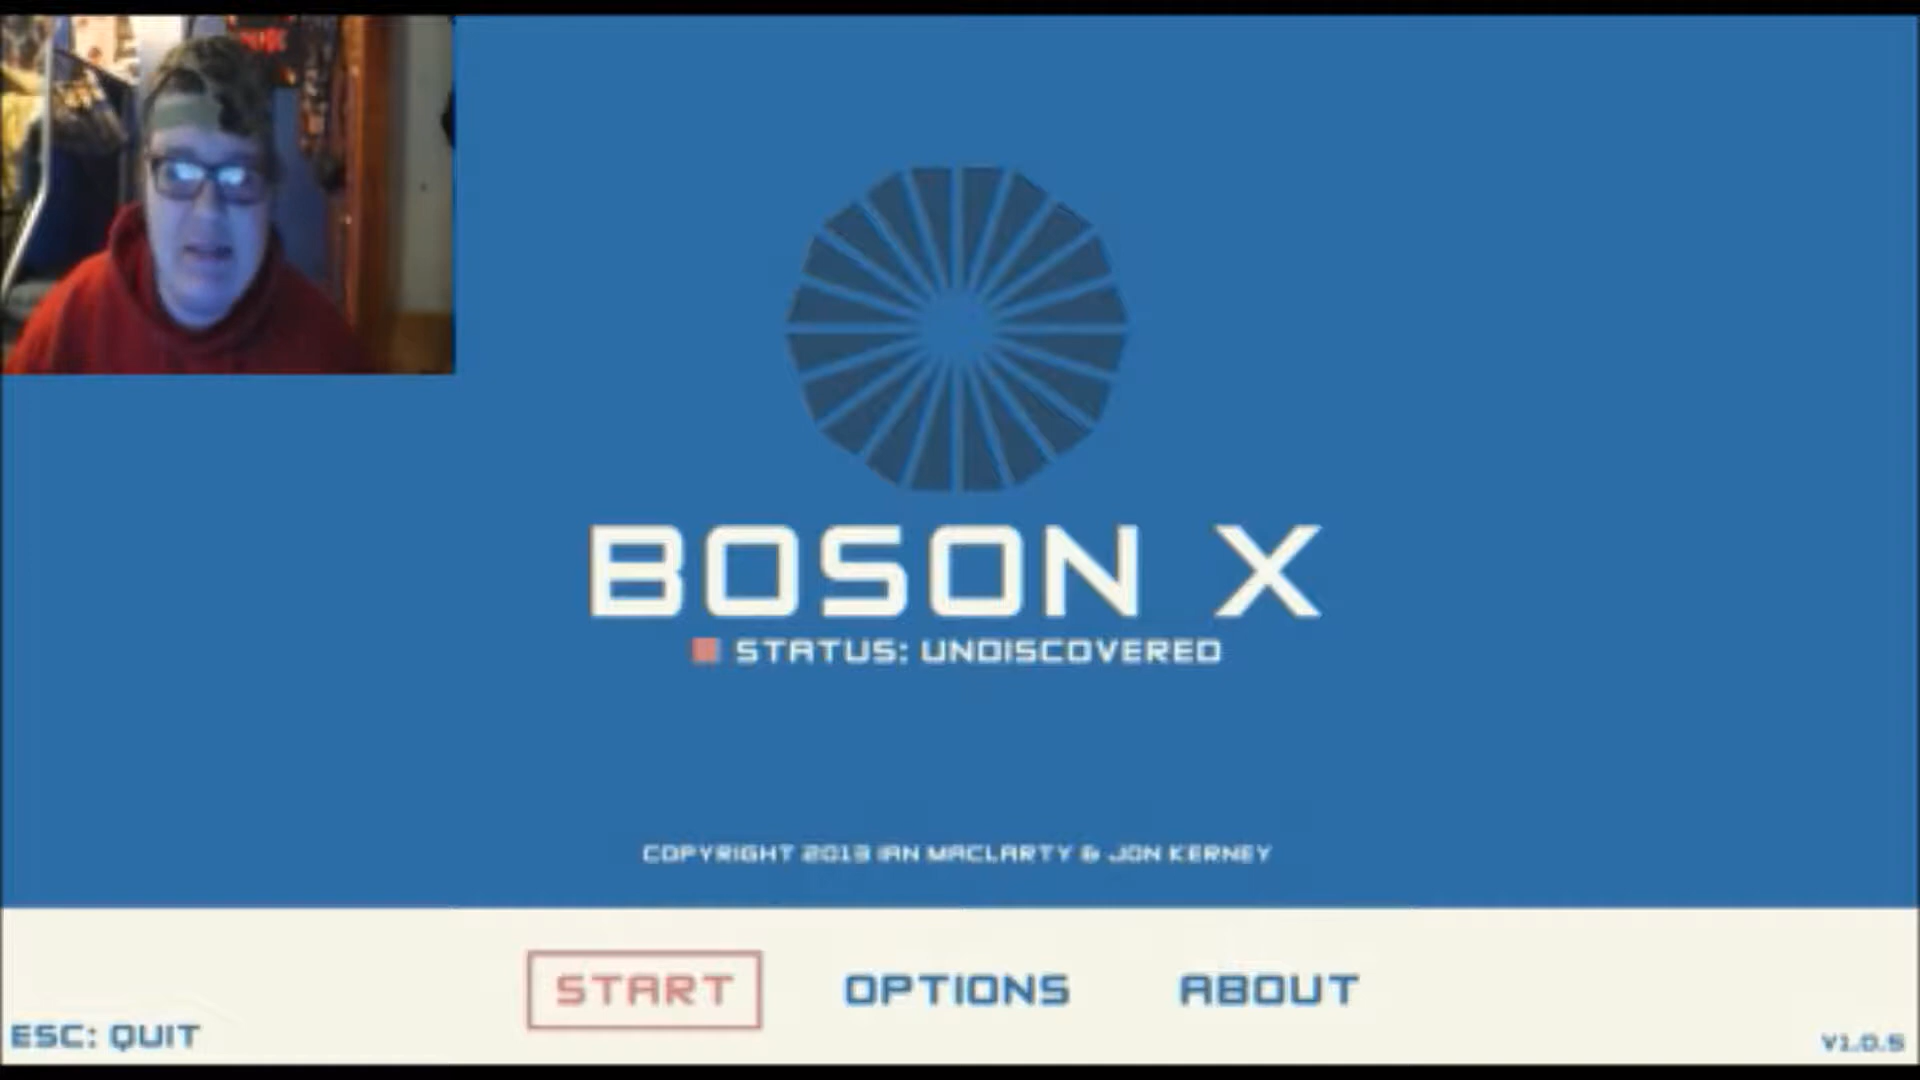 BOSON X
STATUS: UNDISCOVERED
COPYRIGHT 2013 IAN MACLARTY & JON KERNEY
START
OPTIONS
ABOUT
ESC: QUIT
V1.0.5